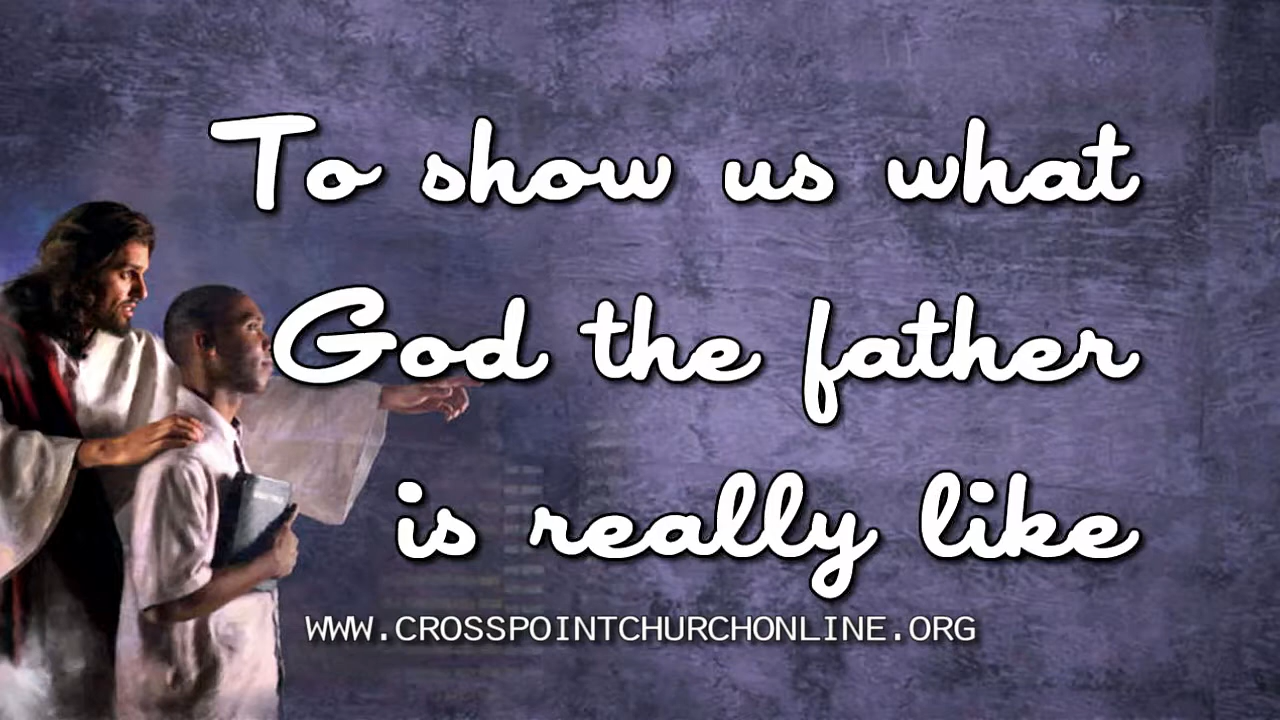 To show us what
God the father
is really like
WWW.CROSSPOINTCHURCHONLINE.ORG